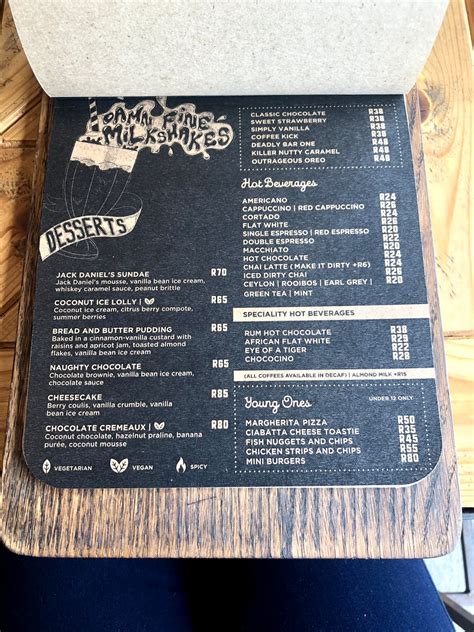 DAMN FINE
MILKSHAKES
DESSERTS
JACK DANIEL'S SUNDAE R70
Jack Daniel's mousse, vanilla bean ice cream,
whiskey caramel sauce, peanut brittle
COCONUT ICE LOLLY | R65
Coconut ice cream, citrus berry compote,
summer berries
BREAD AND BUTTER PUDDING R65
Baked in a cinnamon-vanilla custard with
raisins and apricot jam, toasted almond
flakes, vanilla bean ice cream
NAUGHTY CHOCOLATE R65
Chocolate brownie, vanilla bean ice cream,
chocolate sauce
CHEESECAKE R85
Berry coulis, vanilla crumble, vanilla
bean ice cream
CHOCOLATE CREMEAUX | R80
Coconut chocolate, hazelnut praline, banana
purée, coconut mousse
VEGETARIAN VEGAN SPICY
CLASSIC CHOCOLATE R38
SWEET STRAWBERRY R38
SIMPLY VANILLA R38
COFFEE KICK R38
DEADLY BAR ONE R48
KILLER NUTTY CARAMEL R48
OUTRAGEOUS OREO R48
Hot Beverages
AMERICANO R24
CAPPUCCINO | RED CAPPUCCINO R26
CORTADO R24
FLAT WHITE R26
SINGLE ESPRESSO | RED ESPRESSO R20
DOUBLE ESPRESSO R22
MACCHIATO R20
HOT CHOCOLATE R24
CHAI LATTE (MAKE IT DIRTY +R6) R24
ICED DIRTY CHAI R26
CEYLON | ROOIBOS | EARL GREY | R20
GREEN TEA | MINT
SPECIALITY HOT BEVERAGES
RUM HOT CHOCOLATE R38
AFRICAN FLAT WHITE R29
EYE OF A TIGER R22
CHOCOCINO R28
(ALL COFFEES AVAILABLE IN DECAF) | ALMOND MILK +R15
Young Ones UNDER 12 ONLY
MARGHERITA PIZZA R50
CIABATTA CHEESE TOASTIE R35
FISH NUGGETS AND CHIPS R45
CHICKEN STRIPS AND CHIPS R55
MINI BURGERS R80